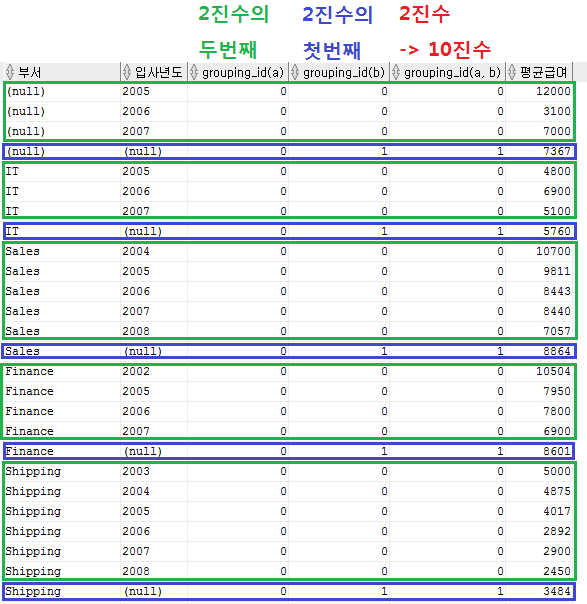 2진수의 2진수의 2진수
두번째 첫번째 -> 10진수
부서 입사년도 grouping_id(a) grouping_id(b) grouping_id(a, b) 평균급여
(null) 2005 0 0 0 12000
(null) 2006 0 0 0 3100
(null) 2007 0 0 0 7000
(null) (null) 0 1 1 7367
IT 2005 0 0 0 4800
IT 2006 0 0 0 6900
IT 2007 0 0 0 5100
IT (null) 0 1 1 5760
Sales 2004 0 0 0 10700
Sales 2005 0 0 0 9811
Sales 2006 0 0 0 8443
Sales 2007 0 0 0 8440
Sales 2008 0 0 0 7057
Sales (null) 0 1 1 8864
Finance 2002 0 0 0 10504
Finance 2005 0 0 0 7950
Finance 2006 0 0 0 7800
Finance 2007 0 0 0 6900
Finance (null) 0 1 1 8601
Shipping 2003 0 0 0 5000
Shipping 2004 0 0 0 4875
Shipping 2005 0 0 0 4017
Shipping 2006 0 0 0 2892
Shipping 2007 0 0 0 2900
Shipping 2008 0 0 0 2450
Shipping (null) 0 1 1 3484